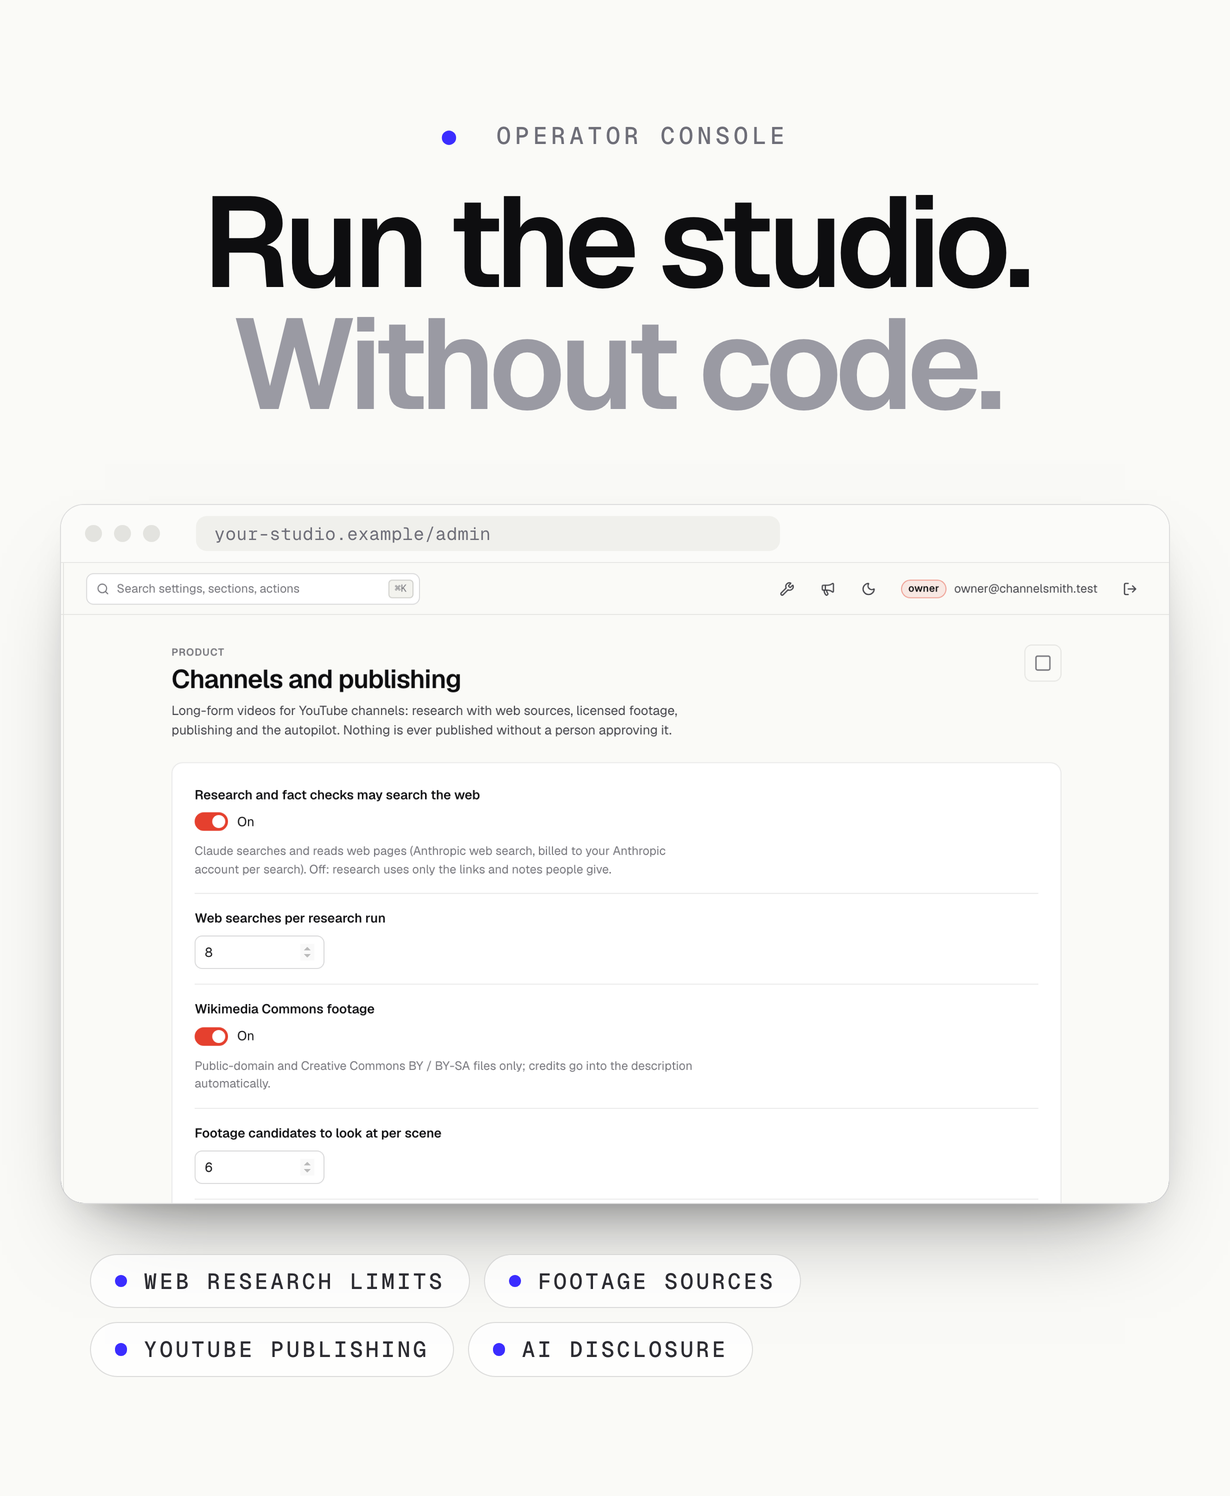 OPERATOR CONSOLE
Run the studio.
Without code.
your-studio.example/admin
Search settings, sections, actions
⌘K
owner
owner@channelsmith.test
PRODUCT
Channels and publishing
Long-form videos for YouTube channels: research with web sources, licensed footage,
publishing and the autopilot. Nothing is ever published without a person approving it.
Research and fact checks may search the web
On
Claude searches and reads web pages (Anthropic web search, billed to your Anthropic
account per search). Off: research uses only the links and notes people give.
Web searches per research run
8
Wikimedia Commons footage
On
Public-domain and Creative Commons BY / BY-SA files only; credits go into the description
automatically.
Footage candidates to look at per scene
6
WEB RESEARCH LIMITS
FOOTAGE SOURCES
YOUTUBE PUBLISHING
AI DISCLOSURE